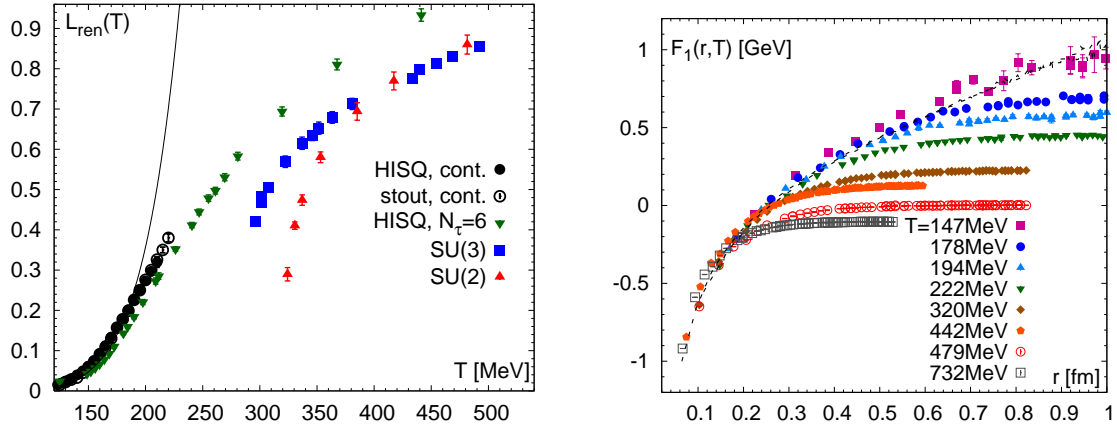 L_ren(T)
0.9
0.8
0.7
0.6
0.5
0.4
0.3
0.2
0.1
0
HISQ, cont.
stout, cont.
HISQ, N_τ=6
SU(3)
SU(2)
T [MeV]
150 200 250 300 350 400 450 500
F_1(r,T) [GeV]
1
0.5
0
-0.5
-1
T=147MeV
178MeV
194MeV
222MeV
320MeV
442MeV
479MeV
732MeV
r [fm]
0.1 0.2 0.3 0.4 0.5 0.6 0.7 0.8 0.9 1